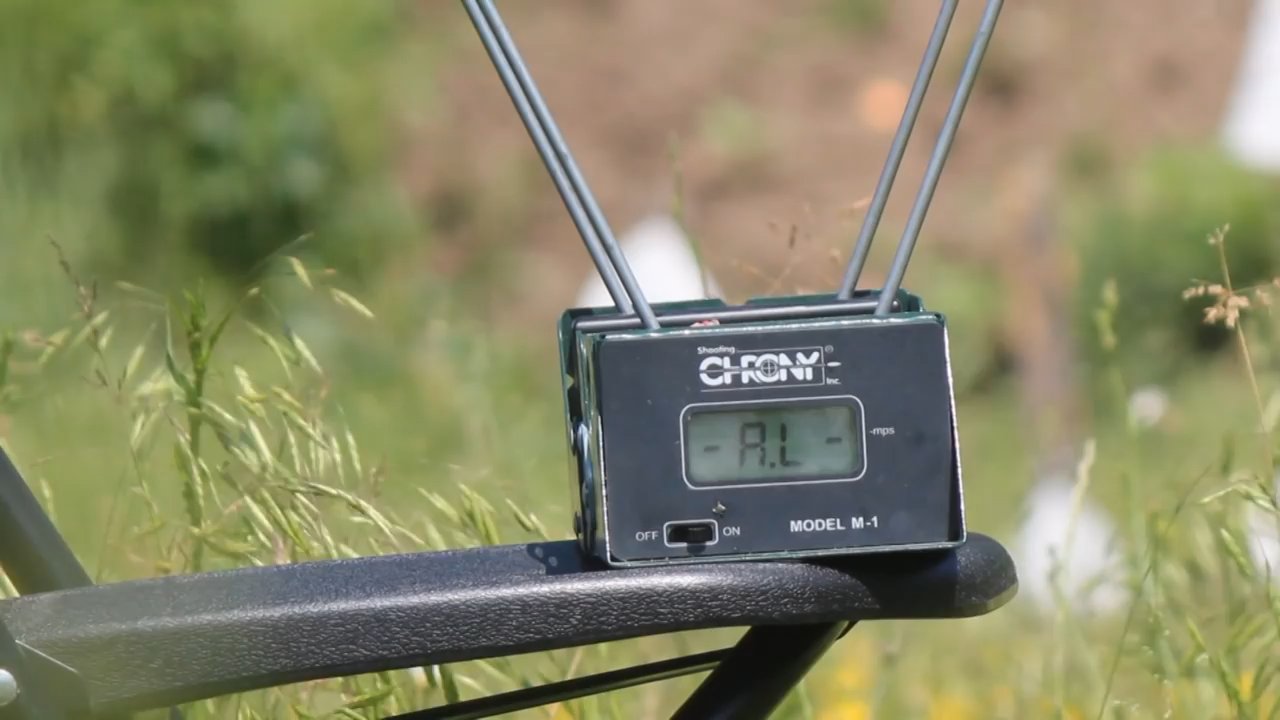 Shooting
CHRONY ®
Inc.
- A.L -
-mps
OFF ON
MODEL M-1